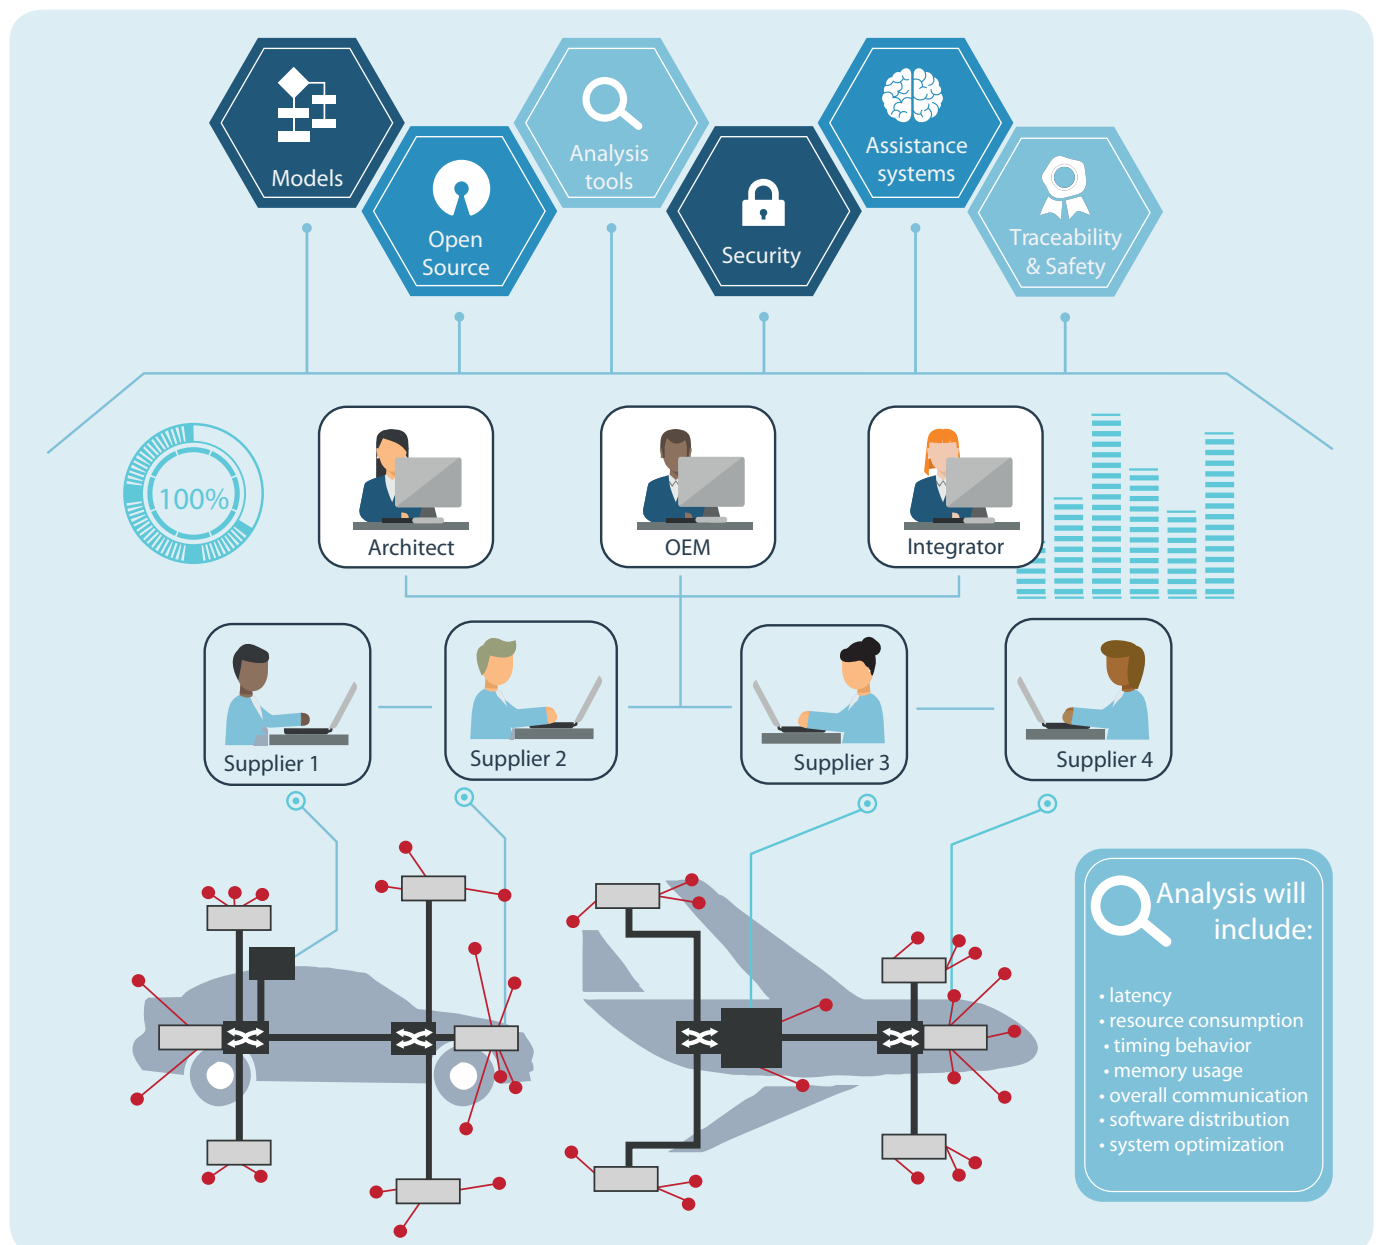 Models
Open
Source
Analysis
tools
Security
Assistance
systems
Traceability
& Safety
100%
Architect
OEM
Integrator
Supplier 1
Supplier 2
Supplier 3
Supplier 4
Analysis will
include:
• latency
• resource consumption
• timing behavior
• memory usage
• overall communication
• software distribution
• system optimization